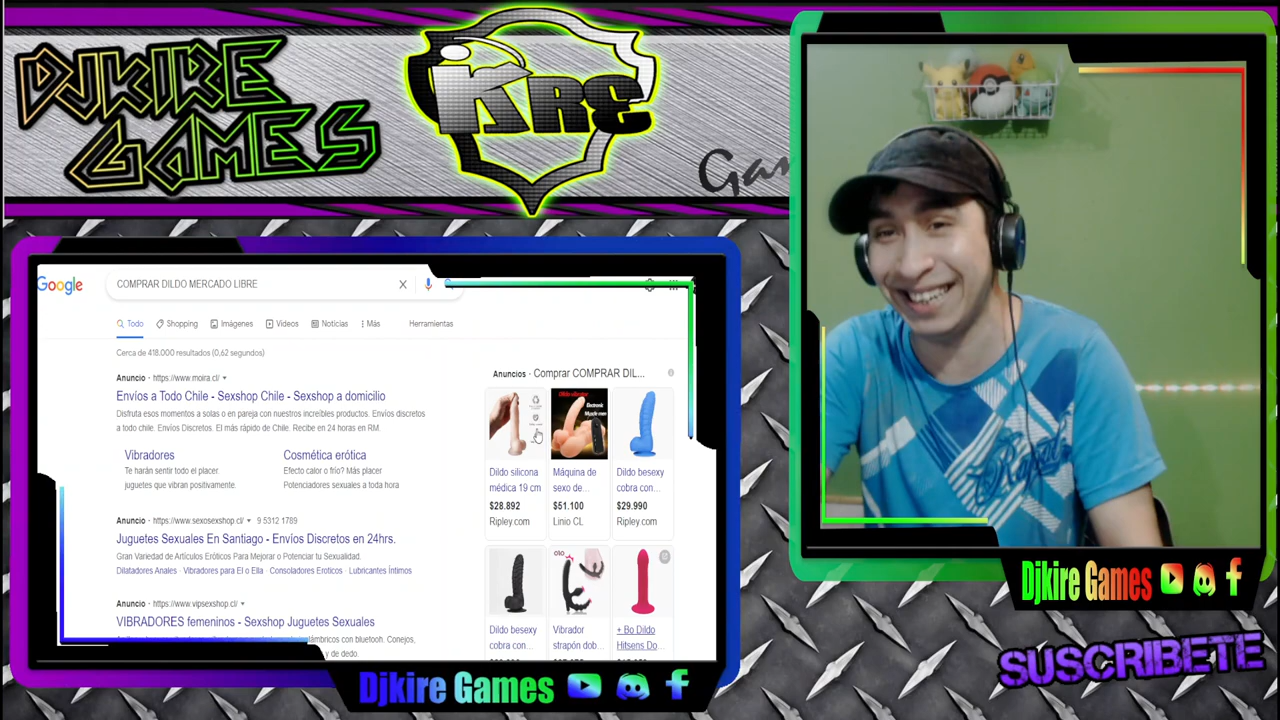 DJKIRE
GAMES
KRE
Gam
Google
COMPRAR DILDO MERCADO LIBRE
Todo
Shopping
Imágenes
Videos
Noticias
Más
Herramientas
Cerca de 418.000 resultados (0,62 segundos)
Anuncio · https://www.moira.cl/
Envíos a Todo Chile - Sexshop Chile - Sexshop a domicilio
Disfruta esos momentos a solas o en pareja con nuestros increíbles productos. Envíos discretos
a todo chile. Envíos Discretos. El más rápido de Chile. Recibe en 24 horas en RM.
Vibradores
Te harán sentir todo el placer.
juguetes que vibran positivamente.
Cosmética erótica
Efecto calor o frío? Más placer
Potenciadores sexuales a toda hora
Anuncio · https://www.sexosexshop.cl/ 9 5312 1789
Juguetes Sexuales En Santiago - Envíos Discretos en 24hrs.
Gran Variedad de Artículos Eróticos Para Mejorar o Potenciar tu Sexualidad.
Dilatadores Anales · Vibradores para El o Ella · Consoladores Eroticos · Lubricantes Íntimos
Anuncio · https://www.vipsexshop.cl/
VIBRADORES femeninos - Sexshop Juguetes Sexuales
con bluetooh. Conejos,
y de dedo.
Anuncios · Comprar COMPRAR DIL...
Dildo silicona
médica 19 cm
$28.892
Ripley.com
Máquina de
sexo de...
$51.100
Linio CL
Dildo besexy
cobra con...
$29.990
Ripley.com
Dildo besexy
cobra con...
Vibrador
strapón dob...
+ Bo Dildo
Hitsens Do...
Djkire Games
Djkire Games
SUSCRIBETE